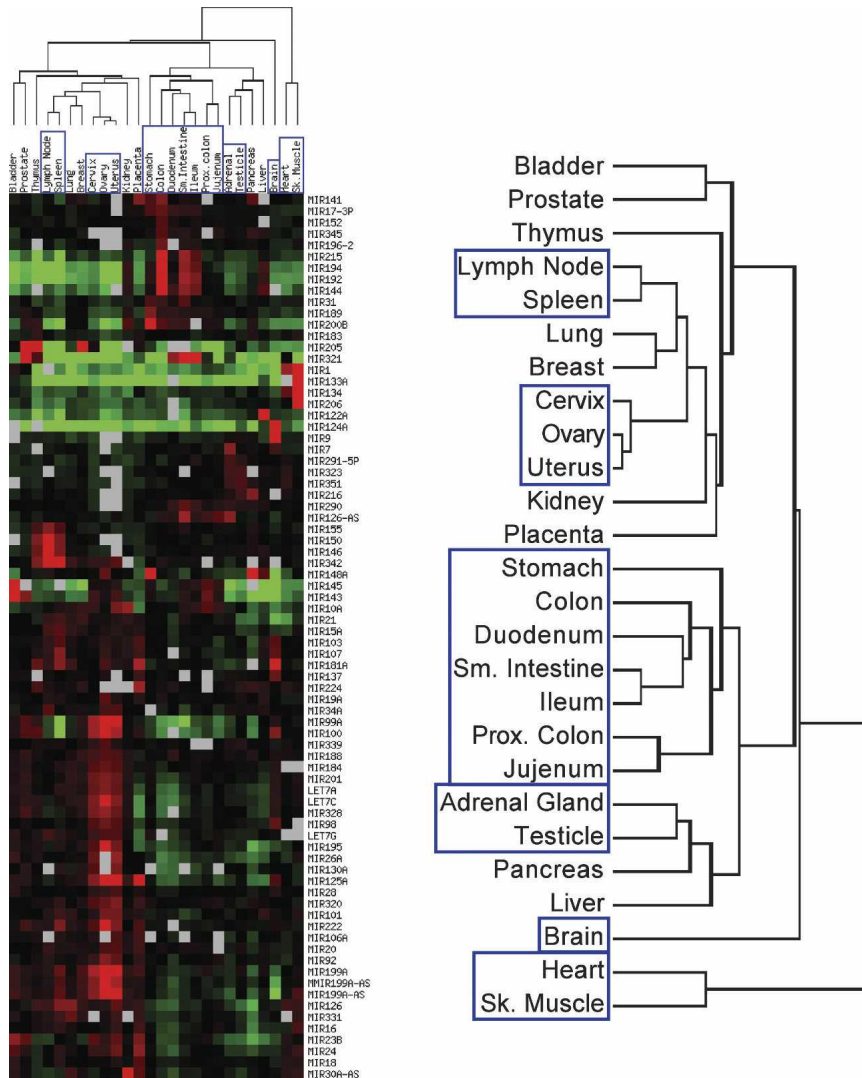 Bladder
Prostate
Thymus
Lymph Node
Spleen
Lung
Breast
Cervix
Ovary
Uterus
Kidney
Placenta
Stomach
Colon
Duodenum
Sm.Intestine
Ileum
Prox.colon
Jujenum
Adrenal
Testicle
Pancreas
Liver
Brain
Heart
Sk.Muscle
MIR141
MIR17-3P
MIR152
MIR345
MIR196-2
MIR215
MIR194
MIR192
MIR144
MIR31
MIR189
MIR200B
MIR183
MIR205
MIR321
MIR1
MIR133A
MIR134
MIR206
MIR122A
MIR124A
MIR9
MIR7
MIR291-5P
MIR323
MIR351
MIR216
MIR290
MIR126-AS
MIR155
MIR150
MIR146
MIR342
MIR148A
MIR145
MIR143
MIR10A
MIR21
MIR15A
MIR103
MIR107
MIR181A
MIR137
MIR224
MIR19A
MIR34A
MIR99A
MIR100
MIR339
MIR188
MIR184
MIR201
LET7A
LET7C
MIR328
MIR98
LET7G
MIR195
MIR26A
MIR130A
MIR125A
MIR28
MIR320
MIR101
MIR222
MIR106A
MIR20
MIR92
MIR199A
MMIR199A-AS
MIR199A-AS
MIR126
MIR331
MIR16
MIR23B
MIR24
MIR18
MIR30A-AS
Bladder
Prostate
Thymus
Lymph Node
Spleen
Lung
Breast
Cervix
Ovary
Uterus
Kidney
Placenta
Stomach
Colon
Duodenum
Sm. Intestine
Ileum
Prox. Colon
Jujenum
Adrenal Gland
Testicle
Pancreas
Liver
Brain
Heart
Sk. Muscle